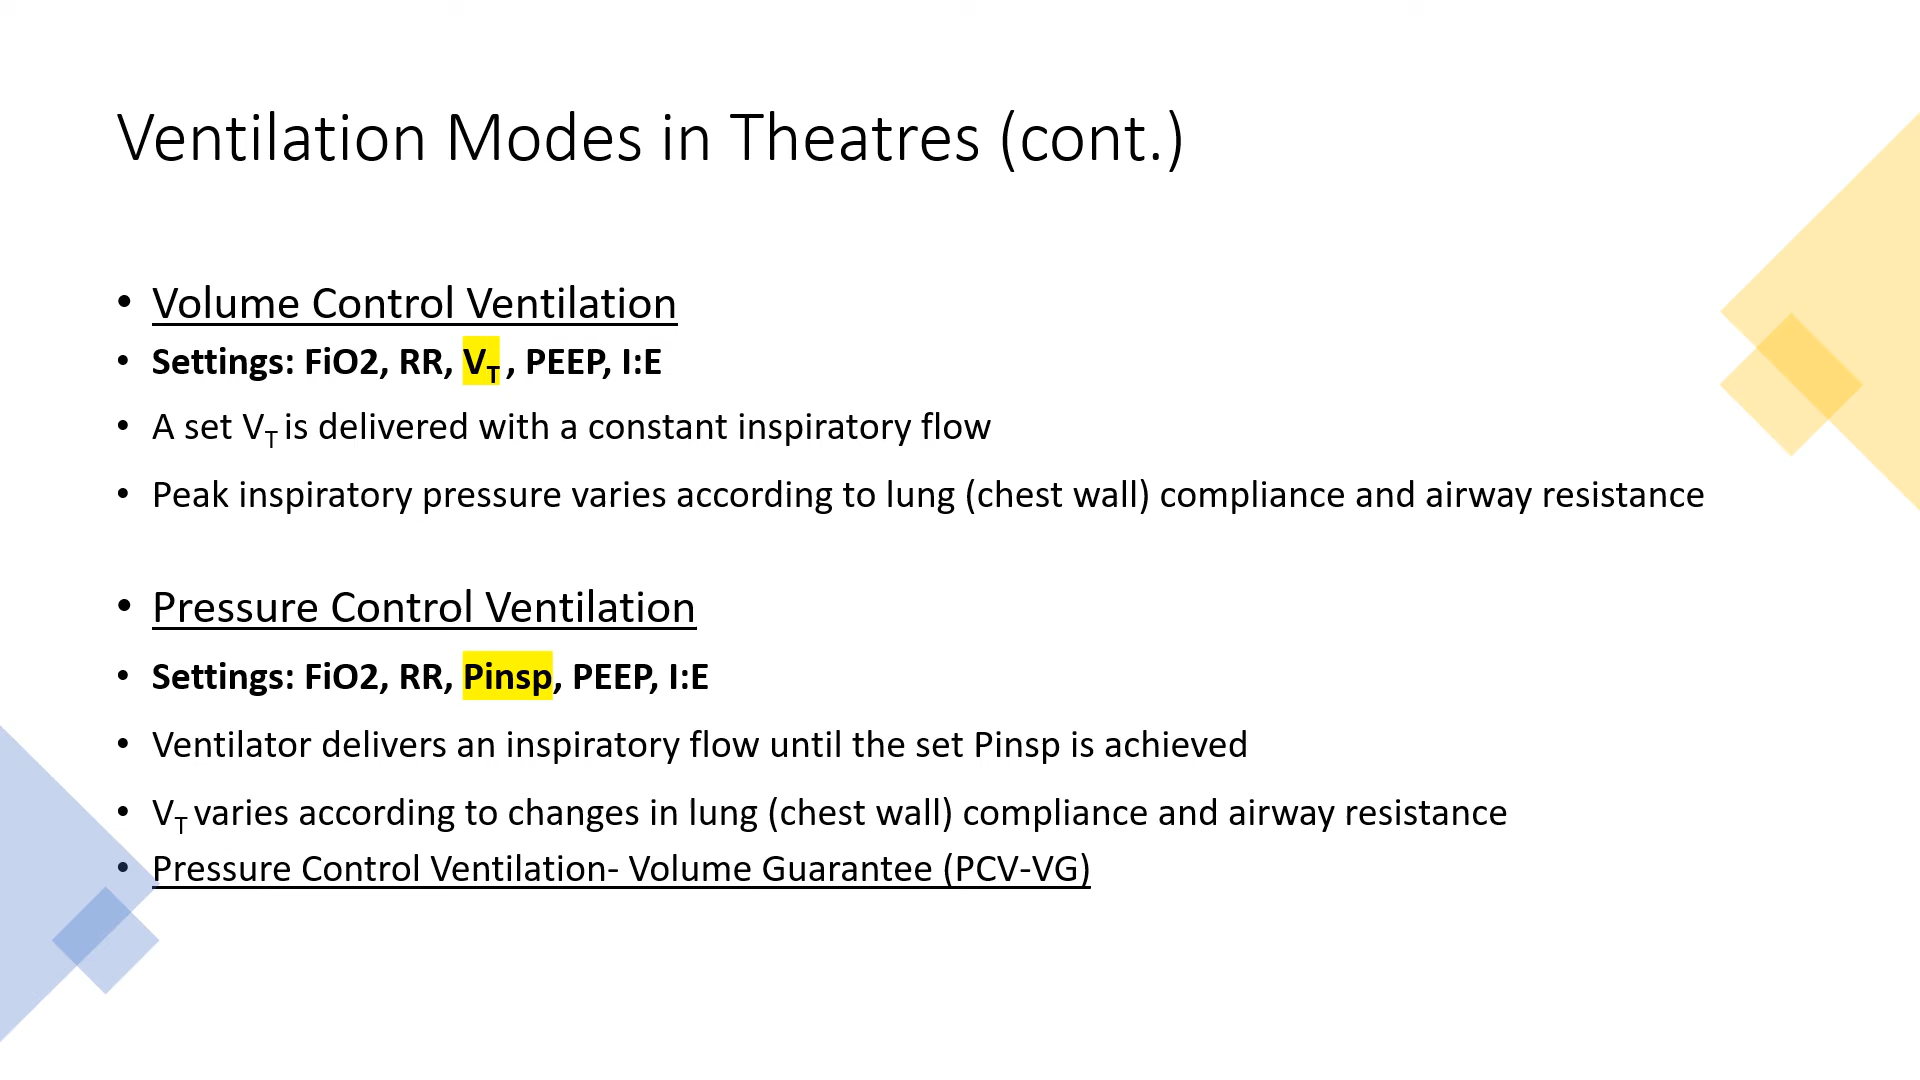 Ventilation Modes in Theatres (cont.)
• Volume Control Ventilation
• Settings: FiO2, RR, VT , PEEP, I:E
• A set VT is delivered with a constant inspiratory flow
• Peak inspiratory pressure varies according to lung (chest wall) compliance and airway resistance
• Pressure Control Ventilation
• Settings: FiO2, RR, Pinsp, PEEP, I:E
• Ventilator delivers an inspiratory flow until the set Pinsp is achieved
• VT varies according to changes in lung (chest wall) compliance and airway resistance
• Pressure Control Ventilation- Volume Guarantee (PCV-VG)